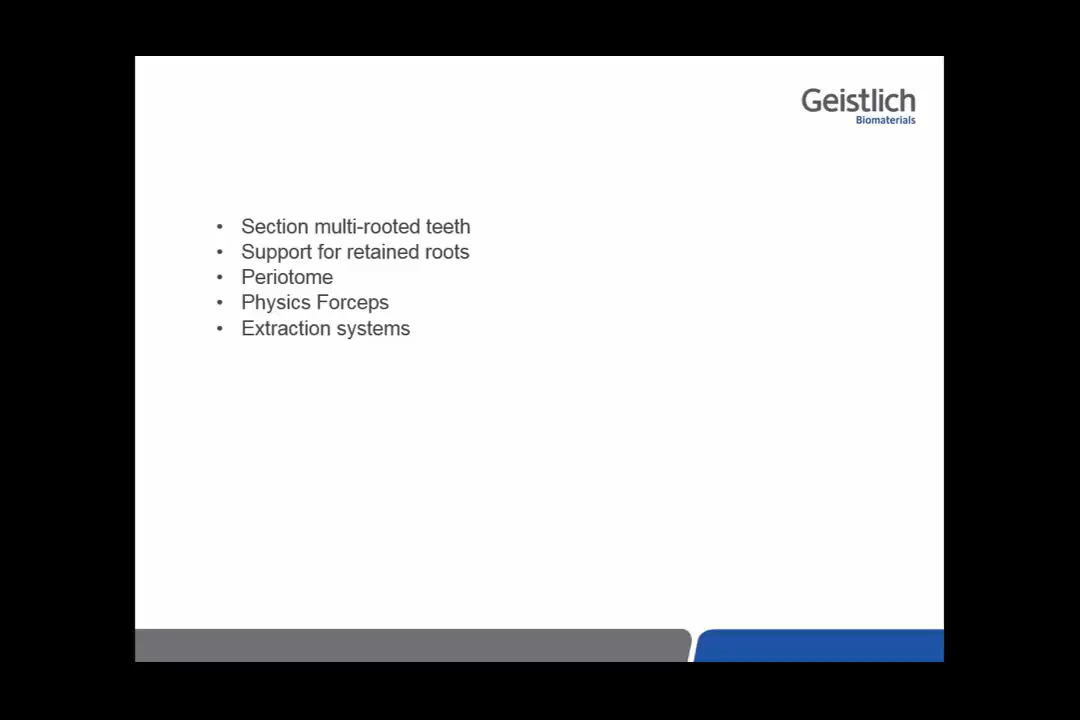 Geistlich
Biomaterials
• Section multi-rooted teeth
• Support for retained roots
• Periotome
• Physics Forceps
• Extraction systems